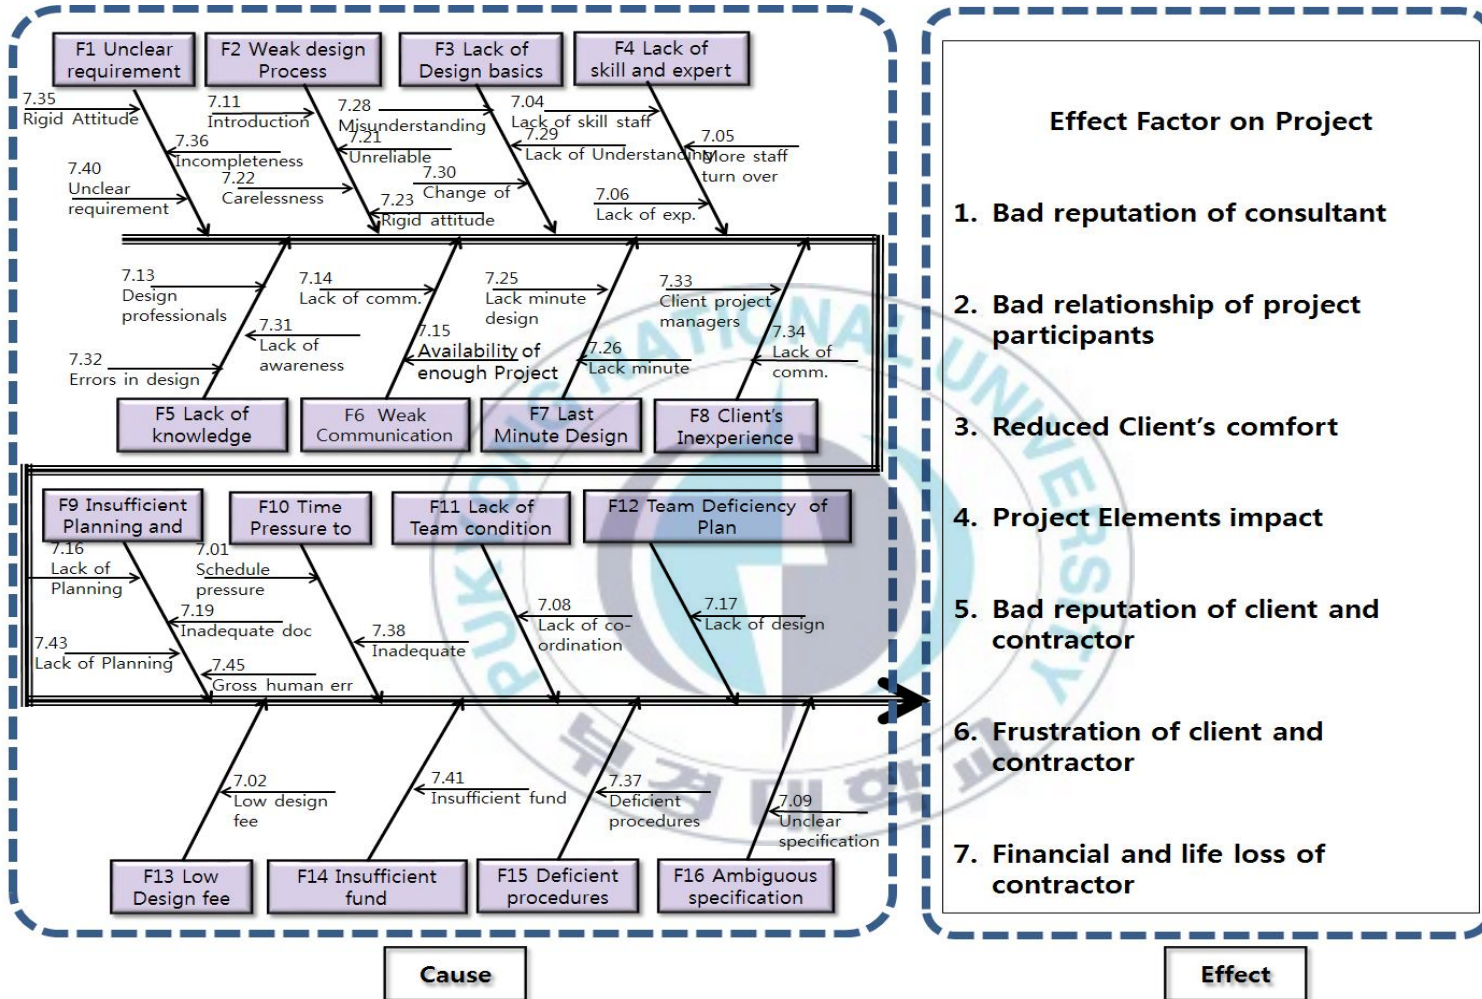 F1 Unclear
requirement
F2 Weak design
Process
F3 Lack of
Design basics
F4 Lack of
skill and expert
7.35
Rigid Attitude
7.36
Incompleteness
7.40
Unclear
requirement
7.11
Introduction
7.21
Unreliable
7.22
Carelessness
7.23
Rigid attitude
7.28
Misunderstanding
7.29
Lack of Understanding
7.30
Change of
7.04
Lack of skill staff
7.05
More staff
turn over
7.06
Lack of exp.
7.13
Design
professionals
7.31
Lack of
awareness
7.32
Errors in design
7.14
Lack of comm.
7.15
Availability of
enough Project
7.25
Lack minute
design
7.26
Lack minute
7.33
Client project
managers
7.34
Lack of
comm.
F5 Lack of
knowledge
F6 Weak
Communication
F7 Last
Minute Design
F8 Client's
Inexperience
F9 Insufficient
Planning and
F10 Time
Pressure to
F11 Lack of
Team condition
F12 Team Deficiency of
Plan
7.16
Lack of
Planning
7.19
Inadequate doc
7.43
Lack of Planning
7.45
Gross human err
7.01
Schedule
pressure
7.38
Inadequate
7.08
Lack of co-
ordination
7.17
Lack of design
7.02
Low design
fee
7.41
Insufficient fund
7.37
Deficient
procedures
7.09
Unclear
specification
F13 Low
Design fee
F14 Insufficient
fund
F15 Deficient
procedures
F16 Ambiguous
specification
Cause
Effect Factor on Project
1. Bad reputation of consultant
2. Bad relationship of project
participants
3. Reduced Client's comfort
4. Project Elements impact
5. Bad reputation of client and
contractor
6. Frustration of client and
contractor
7. Financial and life loss of
contractor
Effect
PUKYONG NATIONAL UNIVERSITY
부경대학교